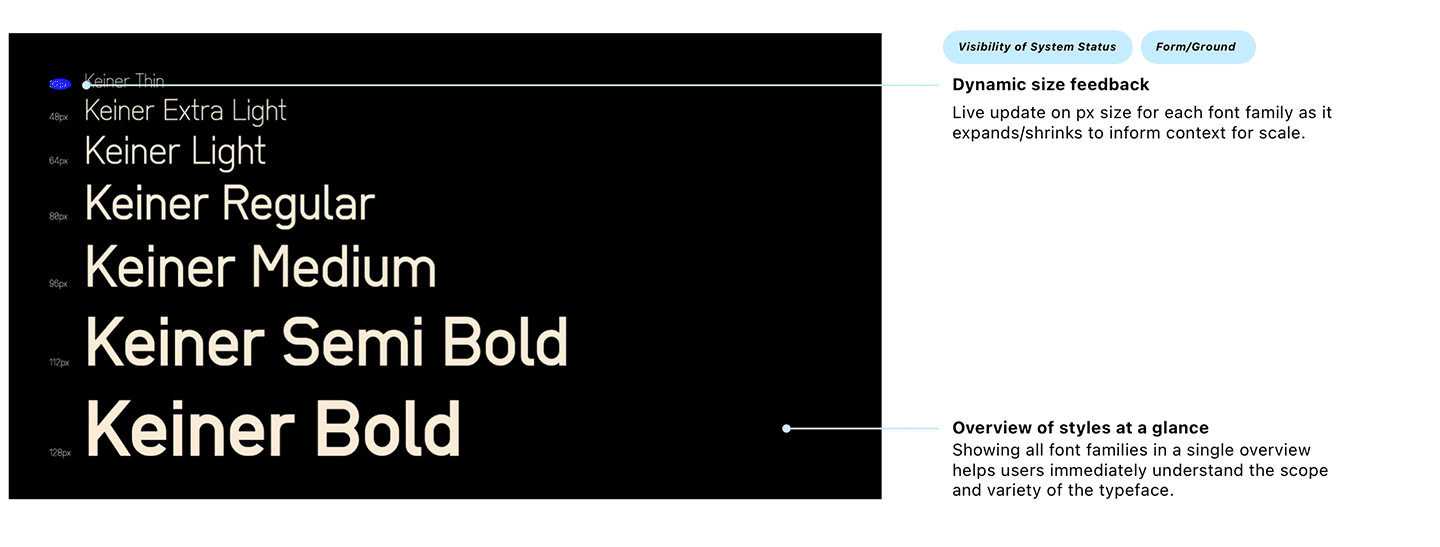 Keiner Thin
48px Keiner Extra Light
64px Keiner Light
80px Keiner Regular
96px Keiner Medium
112px Keiner Semi Bold
128px Keiner Bold
Visibility of System Status
Form/Ground
Dynamic size feedback
Live update on px size for each font family as it
expands/shrinks to inform context for scale.
Overview of styles at a glance
Showing all font families in a single overview
helps users immediately understand the scope
and variety of the typeface.